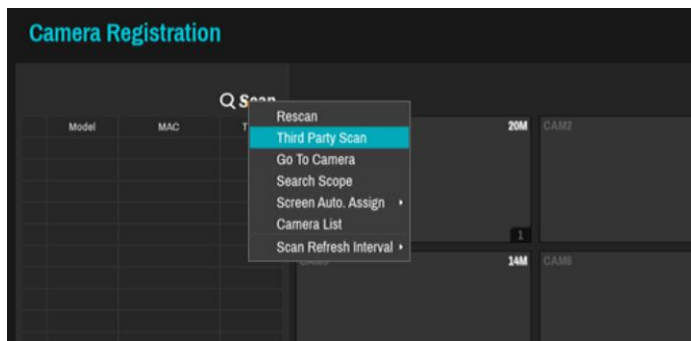 Camera Registration
Scan
Model MAC
Rescan
Third Party Scan
Go To Camera
Search Scope
Screen Auto. Assign
Camera List
Scan Refresh Interval
20M CAM2
1
14M CAM6